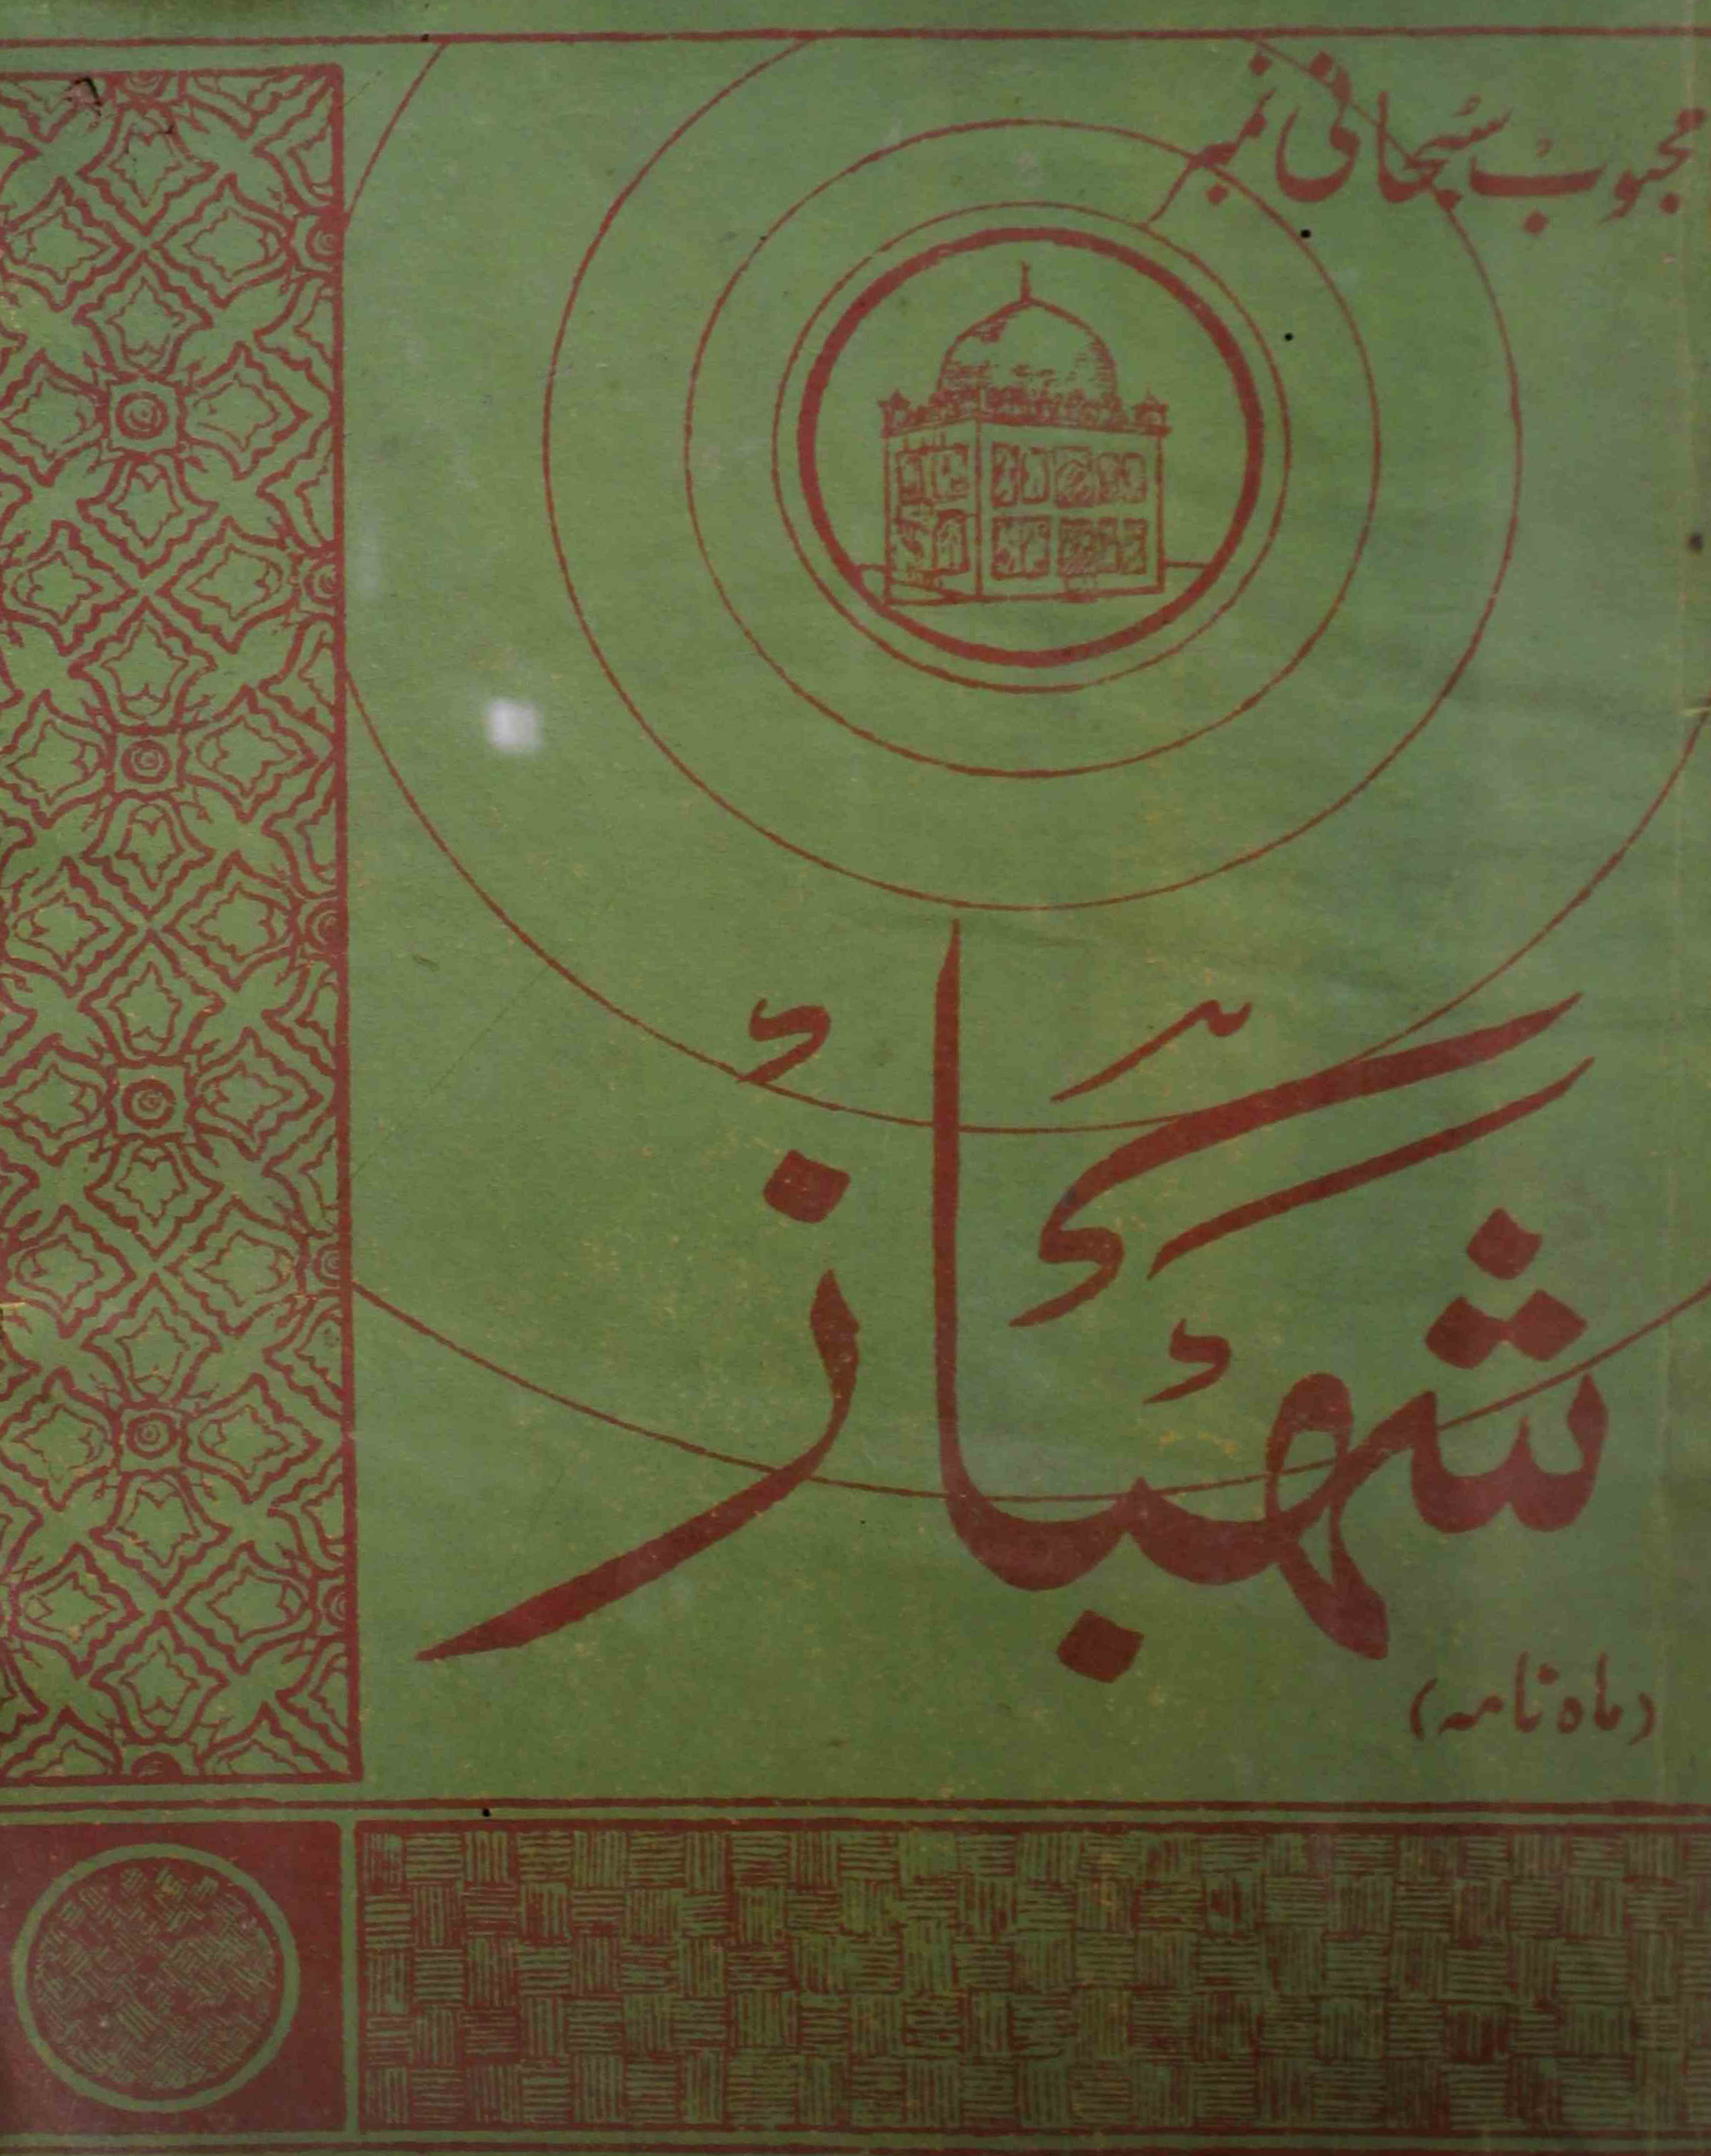 محبوب سبحانی نمبر
شہباز
(ماہ نامہ)